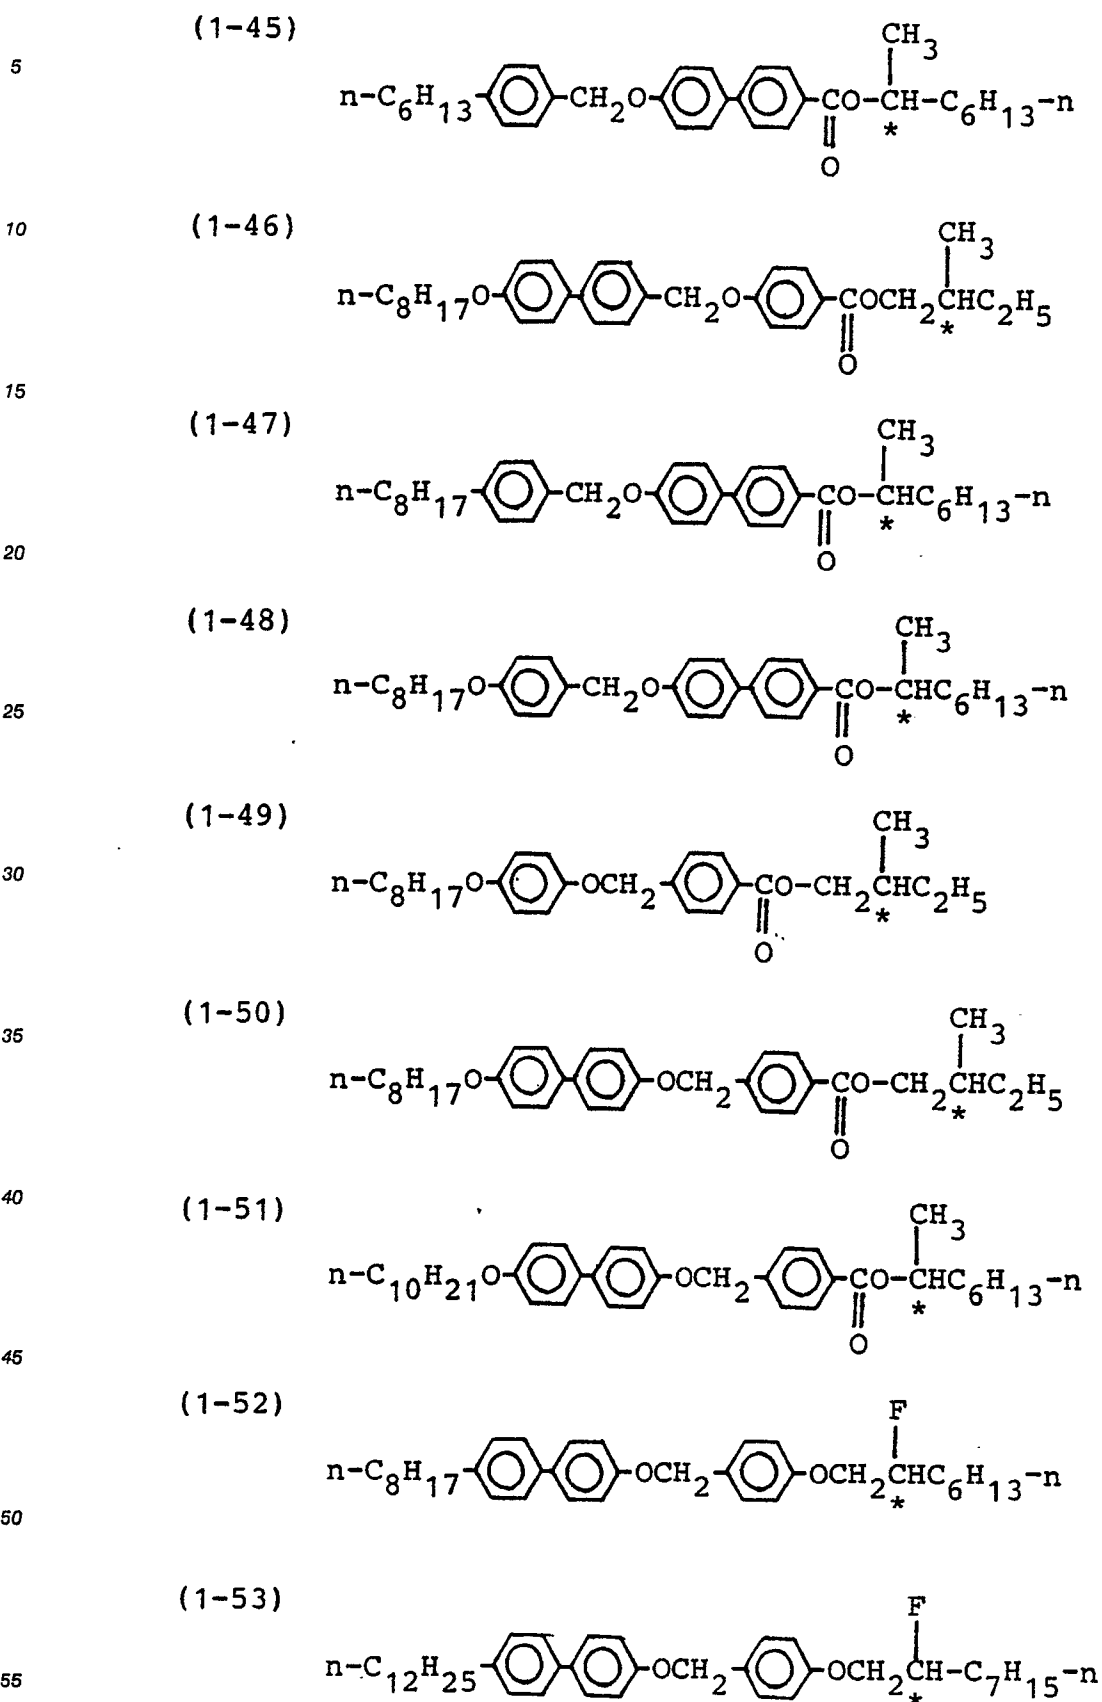 (1-45)
CH3
5
n-C6H13-CH2O-CO-CH-C6H13-n
*
O
10
(1-46)
CH3
n-C8H17O-CH2O-COCH2CHC2H5
*
O
15
(1-47)
CH3
n-C8H17-CH2O-CO-CHC6H13-n
*
O
20
(1-48)
CH3
n-C8H17O-CH2O-CO-CHC6H13-n
25
*
O
(1-49)
CH3
30
n-C8H17O-OCH2-CO-CH2CHC2H5
*
O
(1-50)
CH3
35
n-C8H17O-OCH2-CO-CH2CHC2H5
*
O
40
(1-51)
CH3
n-C10H21O-OCH2-CO-CHC6H13-n
*
O
45
(1-52)
F
n-C8H17-OCH2-OCH2CHC6H13-n
*
50
(1-53)
F
n-C12H25-OCH2-OCH2CH-C7H15-n
55
*